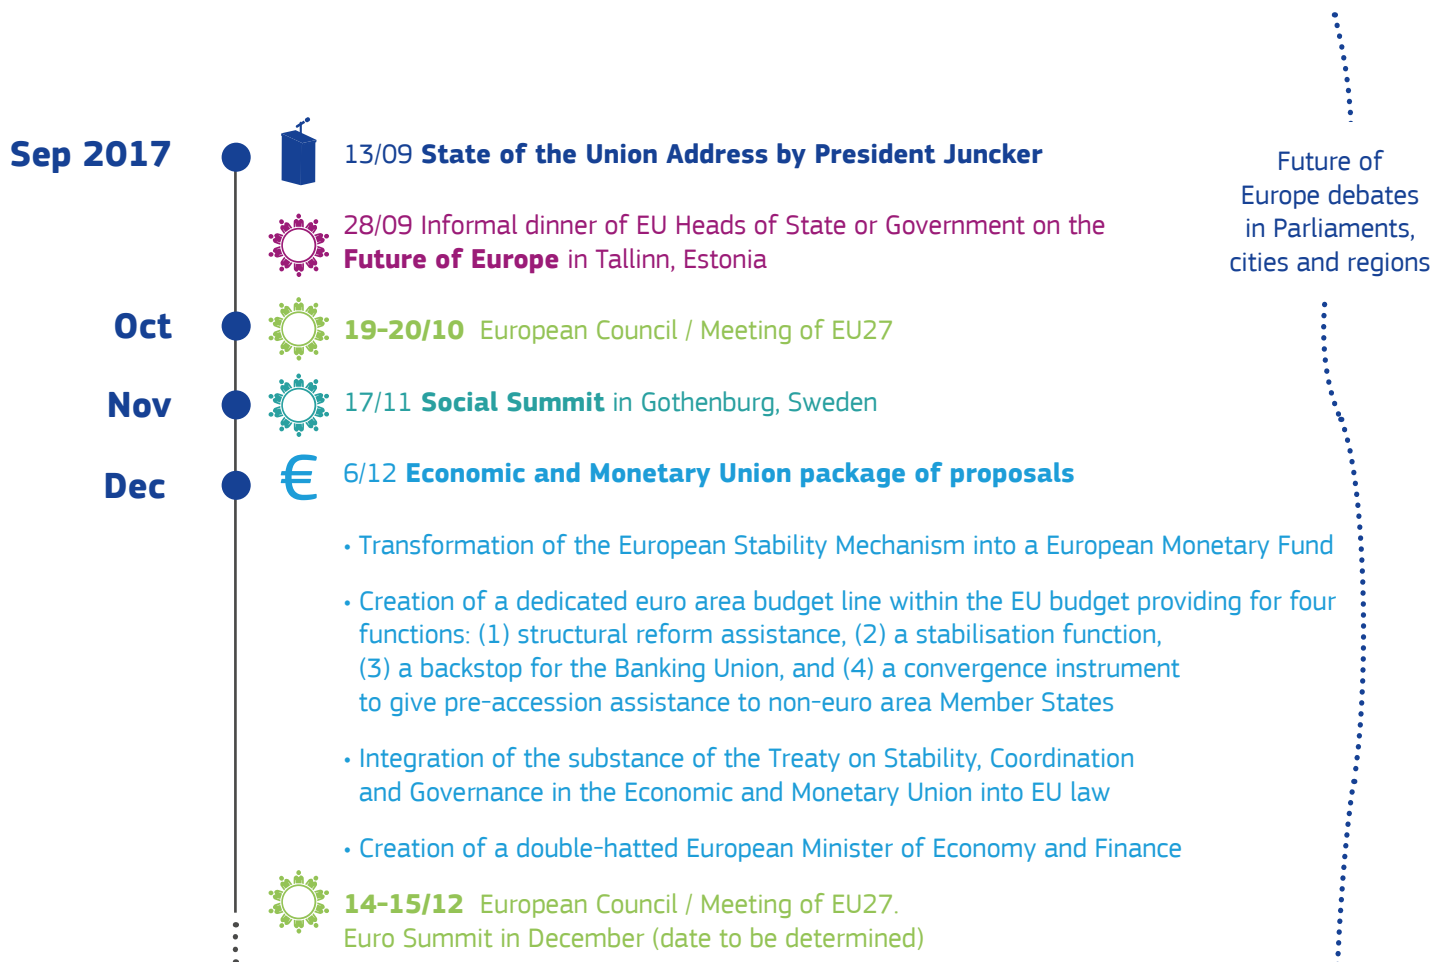 Sep 2017
13/09 State of the Union Address by President Juncker
28/09 Informal dinner of EU Heads of State or Government on the
Future of Europe in Tallinn, Estonia
Oct
19-20/10 European Council / Meeting of EU27
Nov
17/11 Social Summit in Gothenburg, Sweden
Dec
€ 6/12 Economic and Monetary Union package of proposals
• Transformation of the European Stability Mechanism into a European Monetary Fund
• Creation of a dedicated euro area budget line within the EU budget providing for four
functions: (1) structural reform assistance, (2) a stabilisation function,
(3) a backstop for the Banking Union, and (4) a convergence instrument
to give pre-accession assistance to non-euro area Member States
• Integration of the substance of the Treaty on Stability, Coordination
and Governance in the Economic and Monetary Union into EU law
• Creation of a double-hatted European Minister of Economy and Finance
14-15/12 European Council / Meeting of EU27.
Euro Summit in December (date to be determined)
Future of
Europe debates
in Parliaments,
cities and regions